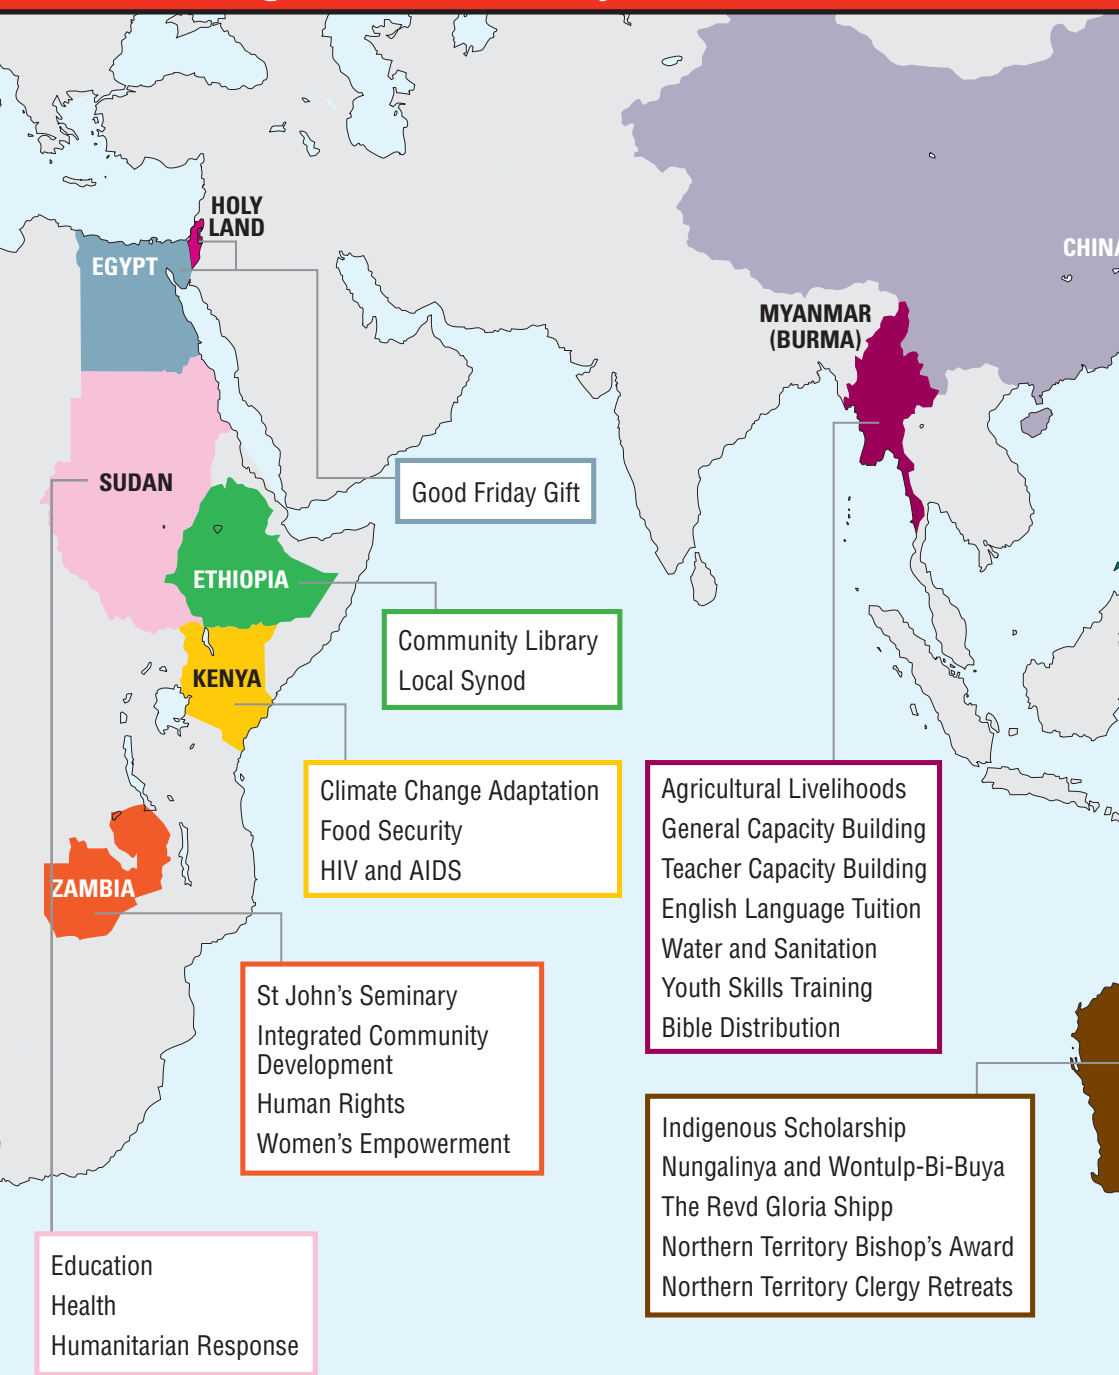 HOLY
LAND
EGYPT
CHINA
MYANMAR
(BURMA)
SUDAN
Good Friday Gift
ETHIOPIA
Community Library
Local Synod
KENYA
Climate Change Adaptation
Food Security
HIV and AIDS
Agricultural Livelihoods
General Capacity Building
Teacher Capacity Building
English Language Tuition
Water and Sanitation
Youth Skills Training
Bible Distribution
ZAMBIA
St John's Seminary
Integrated Community
Development
Human Rights
Women's Empowerment
Indigenous Scholarship
Nungalinya and Wontulp-Bi-Buya
The Revd Gloria Shipp
Northern Territory Bishop's Award
Northern Territory Clergy Retreats
Education
Health
Humanitarian Response